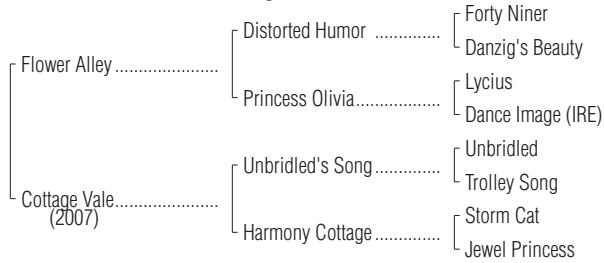 Forty Niner
Distorted Humor ..............
Danzig's Beauty
Flower Alley ......................
Lycius
Princess Olivia...............
Dance Image (IRE)
Unbridled
Unbridled's Song..............
Trolley Song
Cottage Vale......................
(2007)
Storm Cat
Harmony Cottage ..............
Jewel Princess